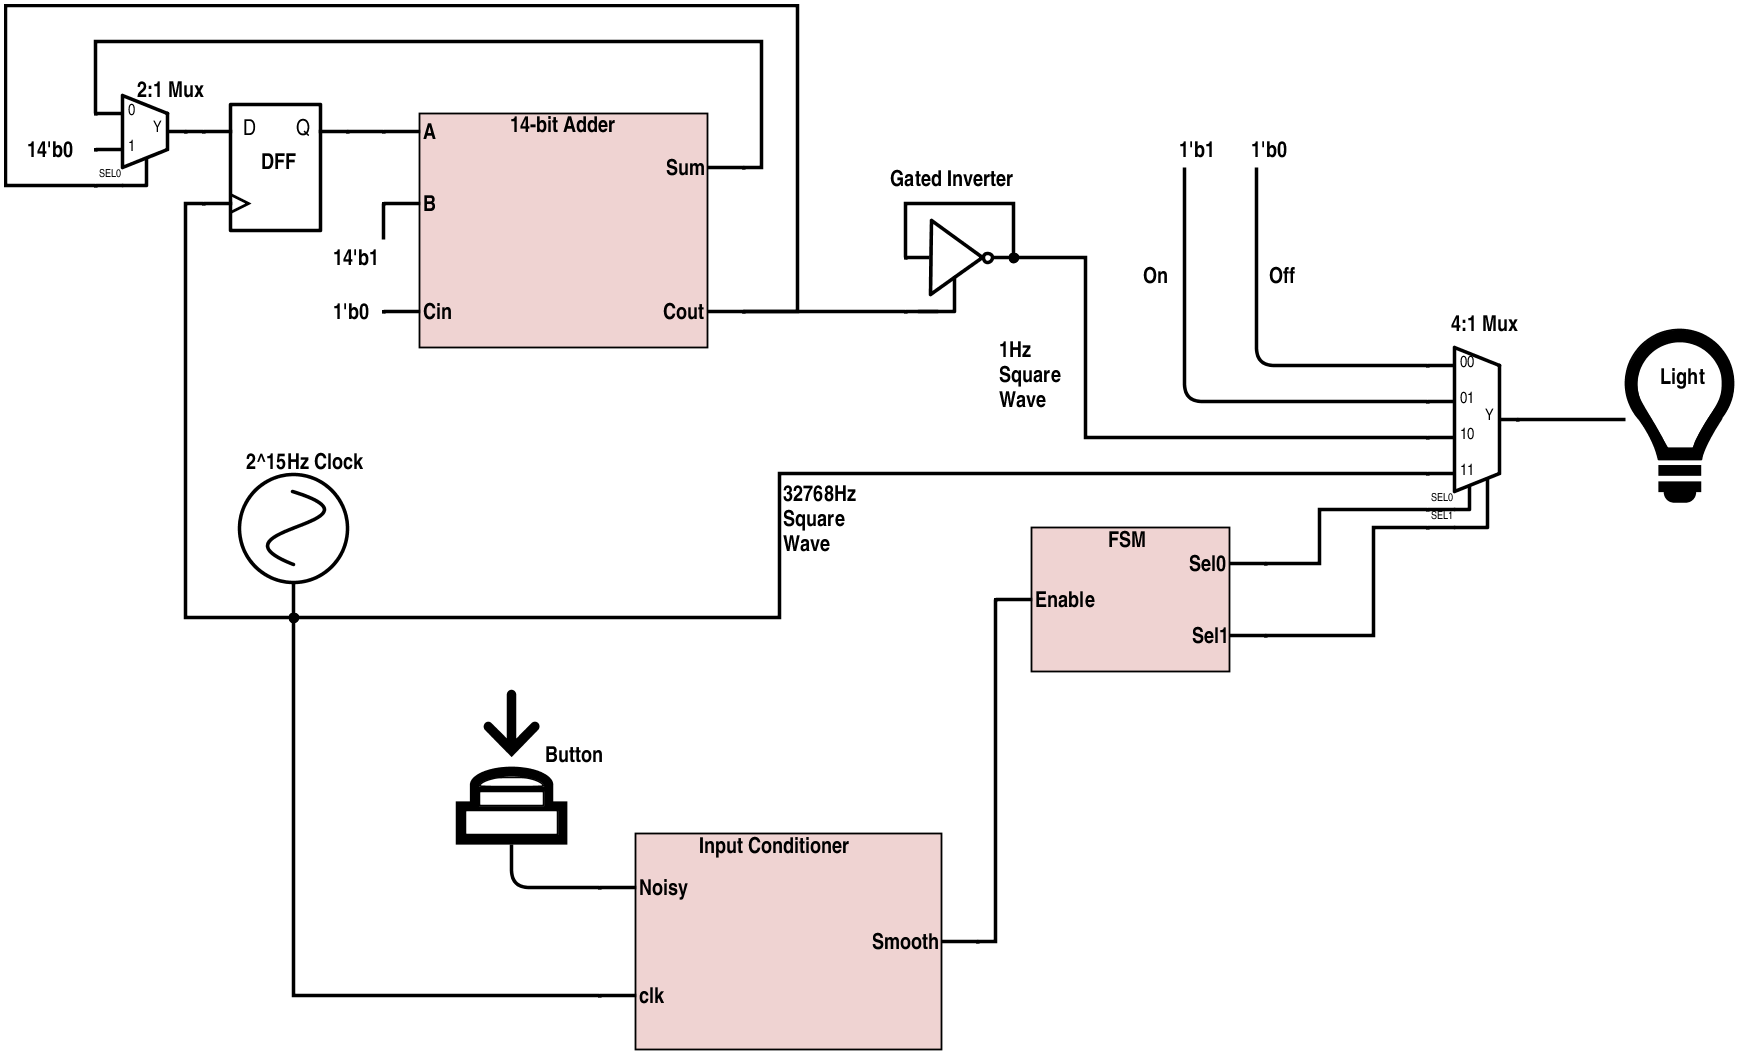 2:1 Mux
0
1
Y
SEL0
14'b0
D
Q
DFF
14-bit Adder
A
Sum
B
14'b1
1'b0
Cin
Cout
Gated Inverter
1'b1
1'b0
On
Off
1Hz
Square
Wave
4:1 Mux
00
01
10
11
Y
SEL0
SEL1
Light
2^15Hz Clock
32768Hz
Square
Wave
FSM
Sel0
Enable
Sel1
Button
Input Conditioner
Noisy
Smooth
clk